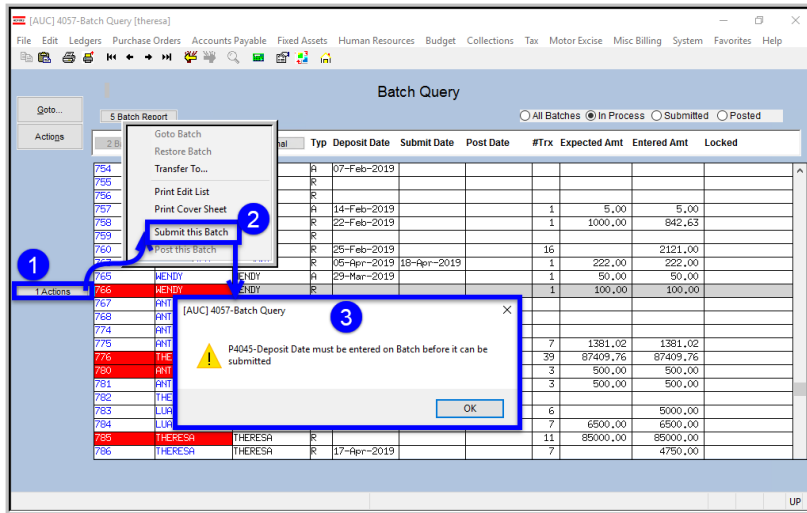 [AUC] 4057-Batch Query [theresa]
File Edit Ledgers Purchase Orders Accounts Payable Fixed Assets Human Resources Budget Collections Tax Motor Excise Misc Billing System Favorites Help
Batch Query
Goto...
5 Batch Report
All Batches In Process Submitted Posted
Actions
Goto Batch
Restore Batch
Transfer To...
Print Edit List
Print Cover Sheet
Submit this Batch
Post this Batch
2
1
3
Typ Deposit Date Submit Date Post Date #Trx Expected Amt Entered Amt Locked
754 A 07-Feb-2019
755 R
756 R
757 A 14-Feb-2019 1 5.00 5.00
758 R 22-Feb-2019 1 1000.00 842.63
759 R
760 R 25-Feb-2019 16 2121.00
R 05-Apr-2019 18-Apr-2019 1 222.00 222.00
765 WENDY A 29-Mar-2019 1 50.00 50.00
1 Actions
766 WENDY R 1 100.00 100.00
767 ANT
768 ANT
774 ANT
775 ANT 7 1381.02 1381.02
776 THE 39 87409.76 87409.76
780 ANT 3 500.00 500.00
781 ANT 3 500.00 500.00
782 THE
783 LUA 6 5000.00
784 LUA 7 6500.00 6500.00
785 THERESA THERESA R 11 85000.00 85000.00
786 THERESA THERESA R 17-Apr-2019 7 4750.00
[AUC] 4057-Batch Query
P4045-Deposit Date must be entered on Batch before it can be
submitted
OK
UP